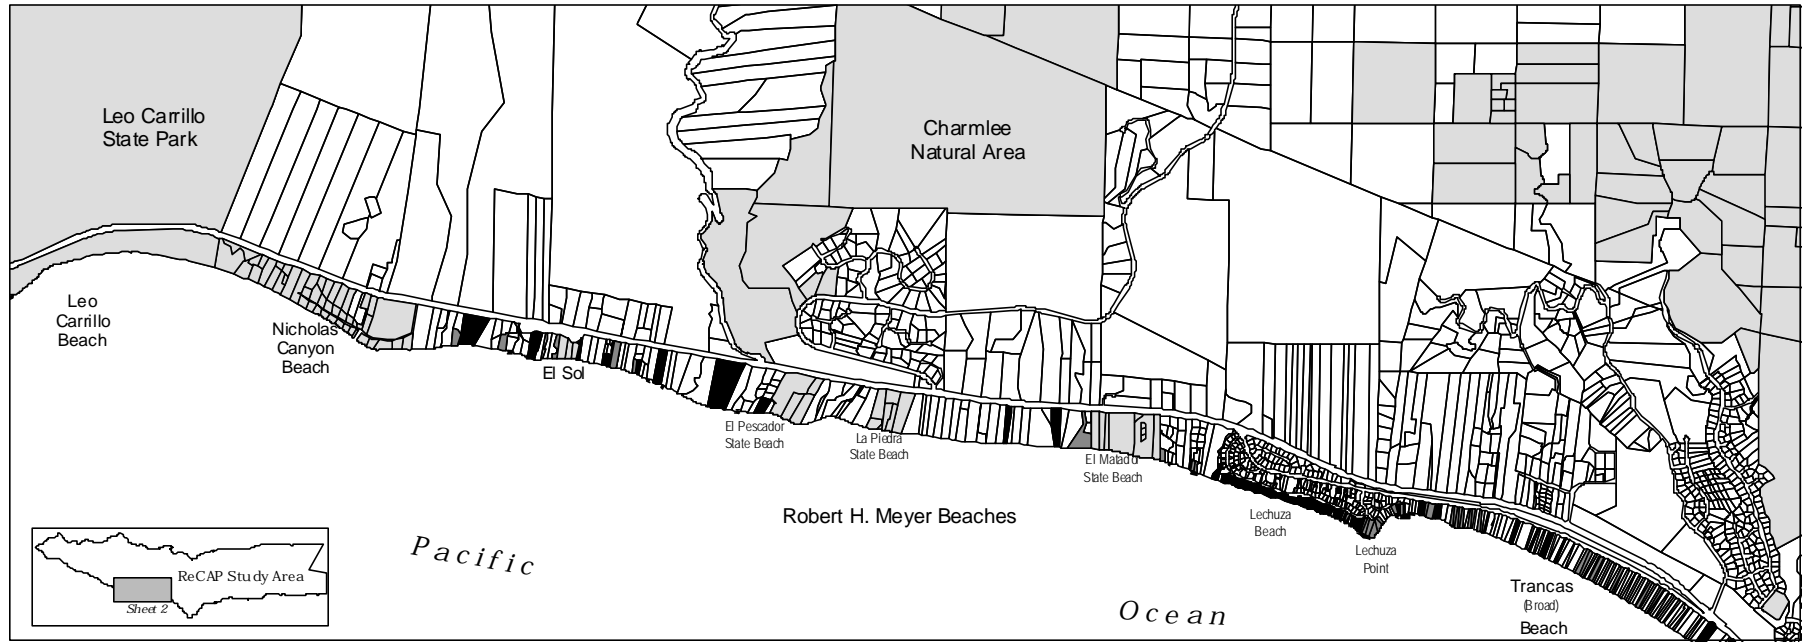 Leo Carrillo
State Park
Charmlee
Natural Area
Leo
Carrillo
Beach
Nicholas
Canyon
Beach
El Sol
El Pescador
State Beach
La Piedra
State Beach
El Matador
State Beach
Robert H. Meyer Beaches
Lechuza
Beach
Lechuza
Point
Trancas
(Broad)
Beach
Pacific
Ocean
ReCAP Study Area
Sheet 2